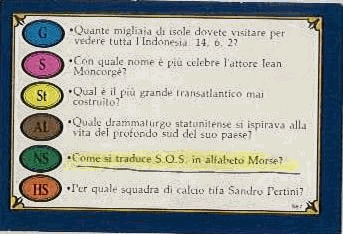 G
•Quante migliaia di isole dovete visitare per
vedere tutta l'Indonesia: 14, 6, 2?
S
•Con quale nome è più celebre l'attore Jean
Moncorgé?
St
•Qual è il più grande transatlantico mai
costruito?
AL
•Quale drammaturgo statunitense si ispirava alla
vita del profondo sud del suo paese?
NS
•Come si traduce S.O.S. in alfabeto Morse?
HS
•Per quale squadra di calcio tifa Sandro Pertini?